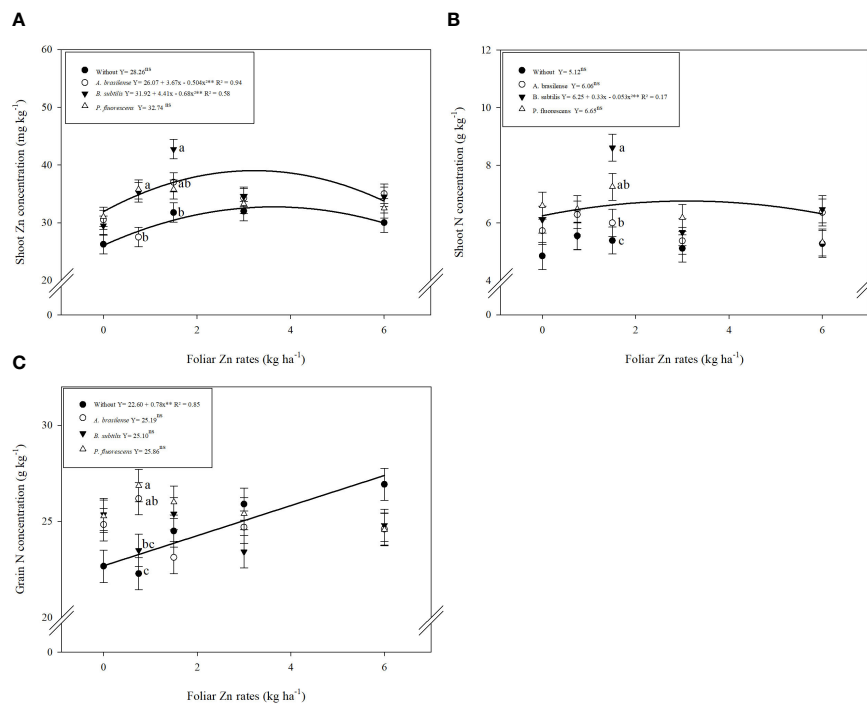 A
Without Y= 28.26ns
A. brasilense Y= 26.07 + 3.67x - 0.504x²** R² = 0.94
B. subtilis Y= 31.92 + 4.41x - 0.68x²** R² = 0.58
P. fluorescens Y= 32.74 ns
Shoot Zn concentration (mg kg⁻¹)
60
50
40
30
20
0
a
a
ab
b
b
0 2 4 6
Foliar Zn rates (kg ha⁻¹)
B
Without Y= 5.12ns
A. brasilense Y= 6.06ns
B. subtilis Y= 6.25 + 0.33x - 0.053x²** R² = 0.17
P. fluorescens Y= 6.65ns
Shoot N concentration (g kg⁻¹)
12
10
8
6
4
0
a
ab
b
c
0 2 4 6
Foliar Zn rates (kg ha⁻¹)
C
Without Y= 22.60 + 0.78x** R² = 0.85
A. brasilense Y= 25.19ns
B. subtilis Y= 25.10ns
P. fluorescens Y= 25.86ns
Grain N concentration (g kg⁻¹)
30
25
20
0
a
ab
bc
c
0 2 4 6
Foliar Zn rates (kg ha⁻¹)